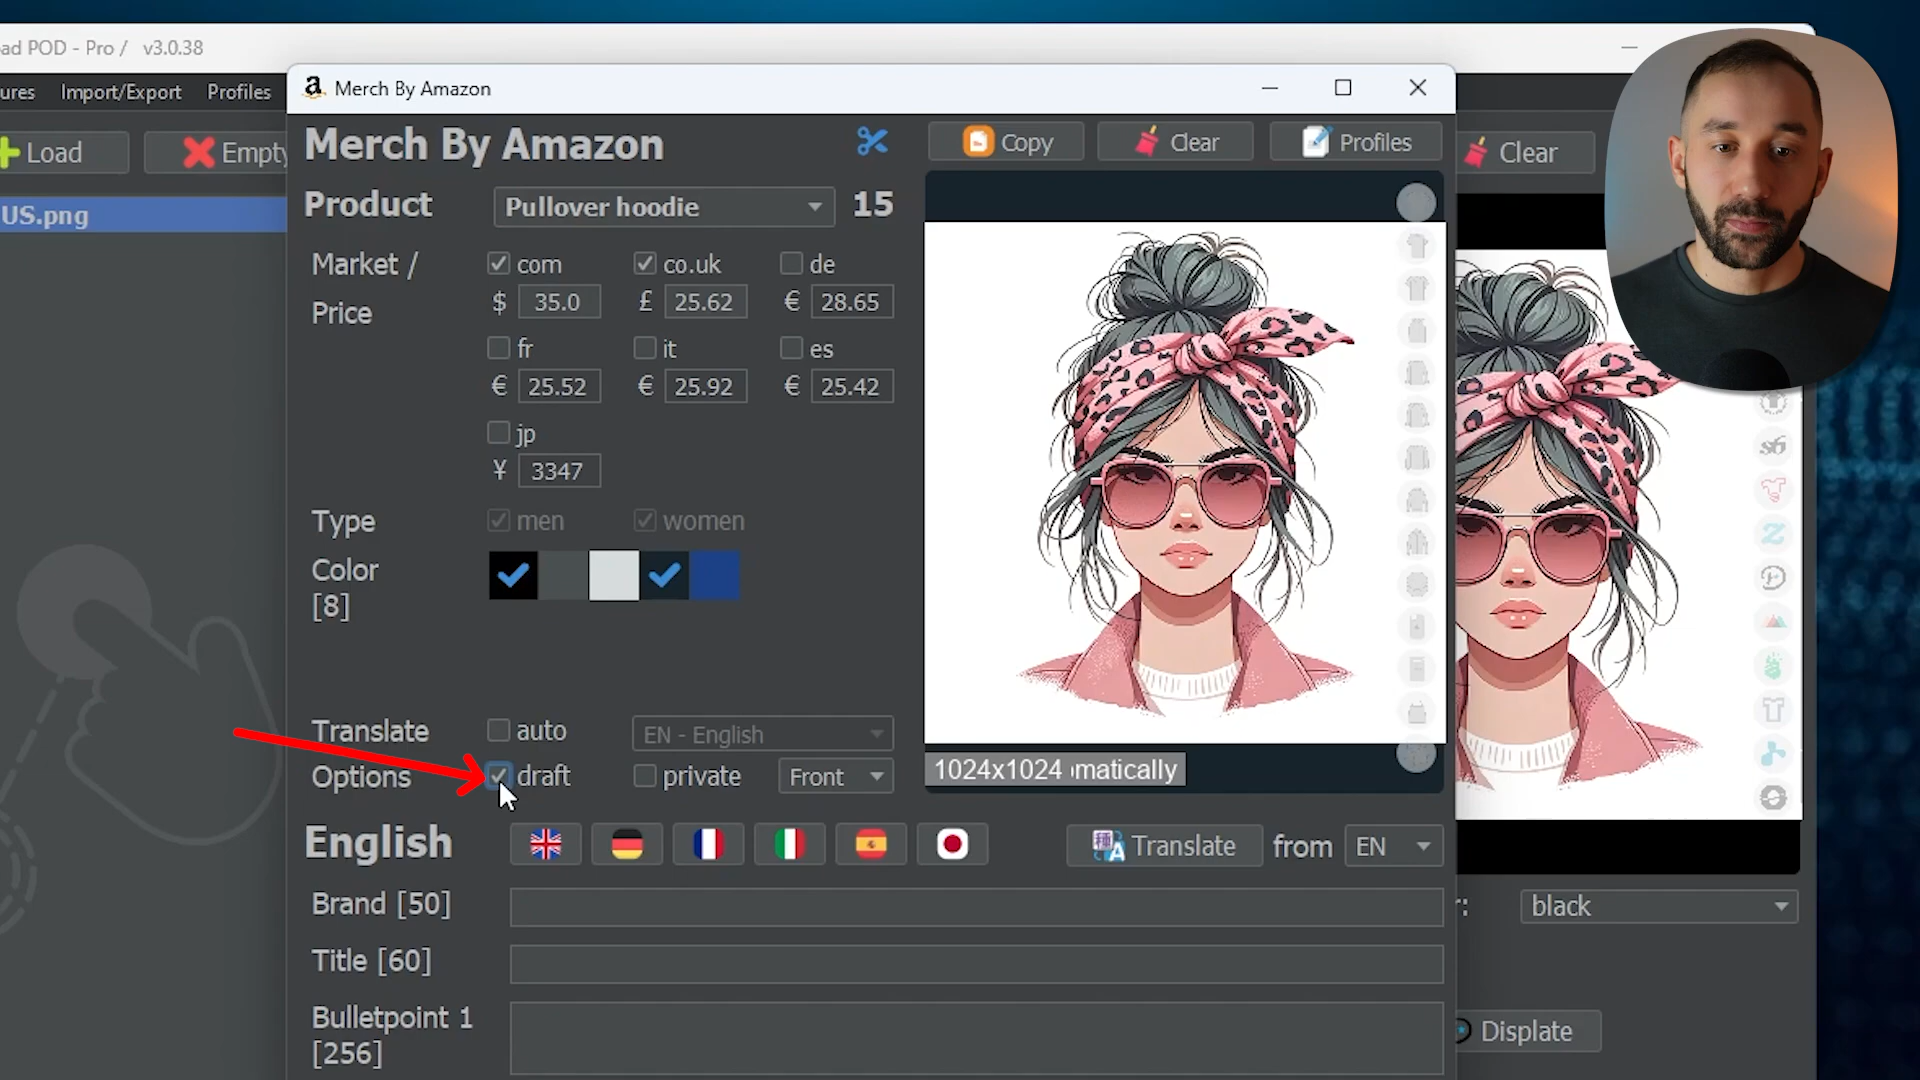 ad POD - Pro / v3.0.38
ures Import/Export Profiles
Load Empty
US.png
Merch By Amazon
Merch By Amazon
Copy Clear Profiles Clear
Product Pullover hoodie 15
Market / com co.uk de
Price $ 35.0 £ 25.62 € 28.65
fr it es
€ 25.52 € 25.92 € 25.42
jp
¥ 3347
Type men women
Color
[8]
Translate auto EN - English
Options draft private Front
1024x1024 matically
English Translate from EN
Brand [50]
r: black
Title [60]
Bulletpoint 1
[256]
Displate